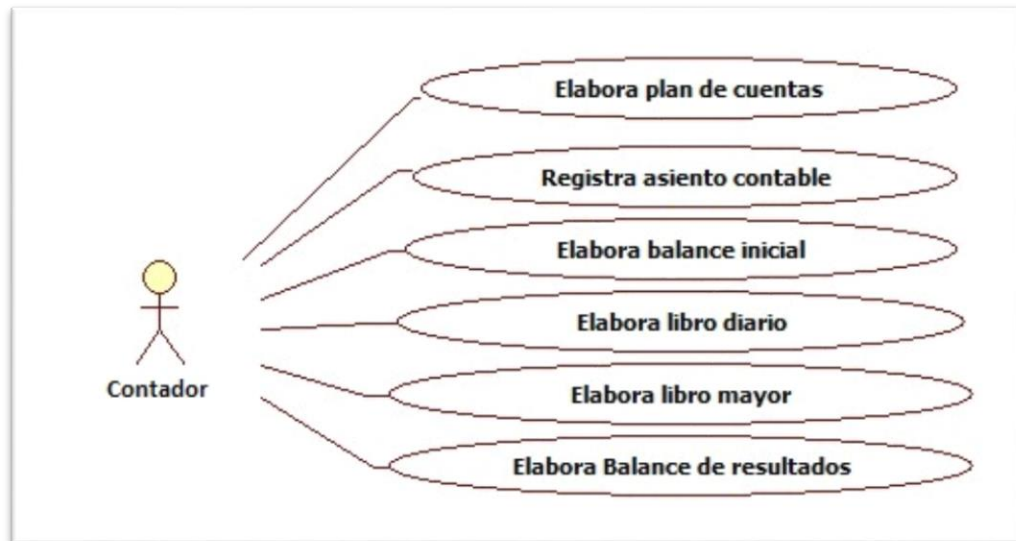 Elabora plan de cuentas
Registra asiento contable
Elabora balance inicial
Elabora libro diario
Elabora libro mayor
Elabora Balance de resultados
Contador